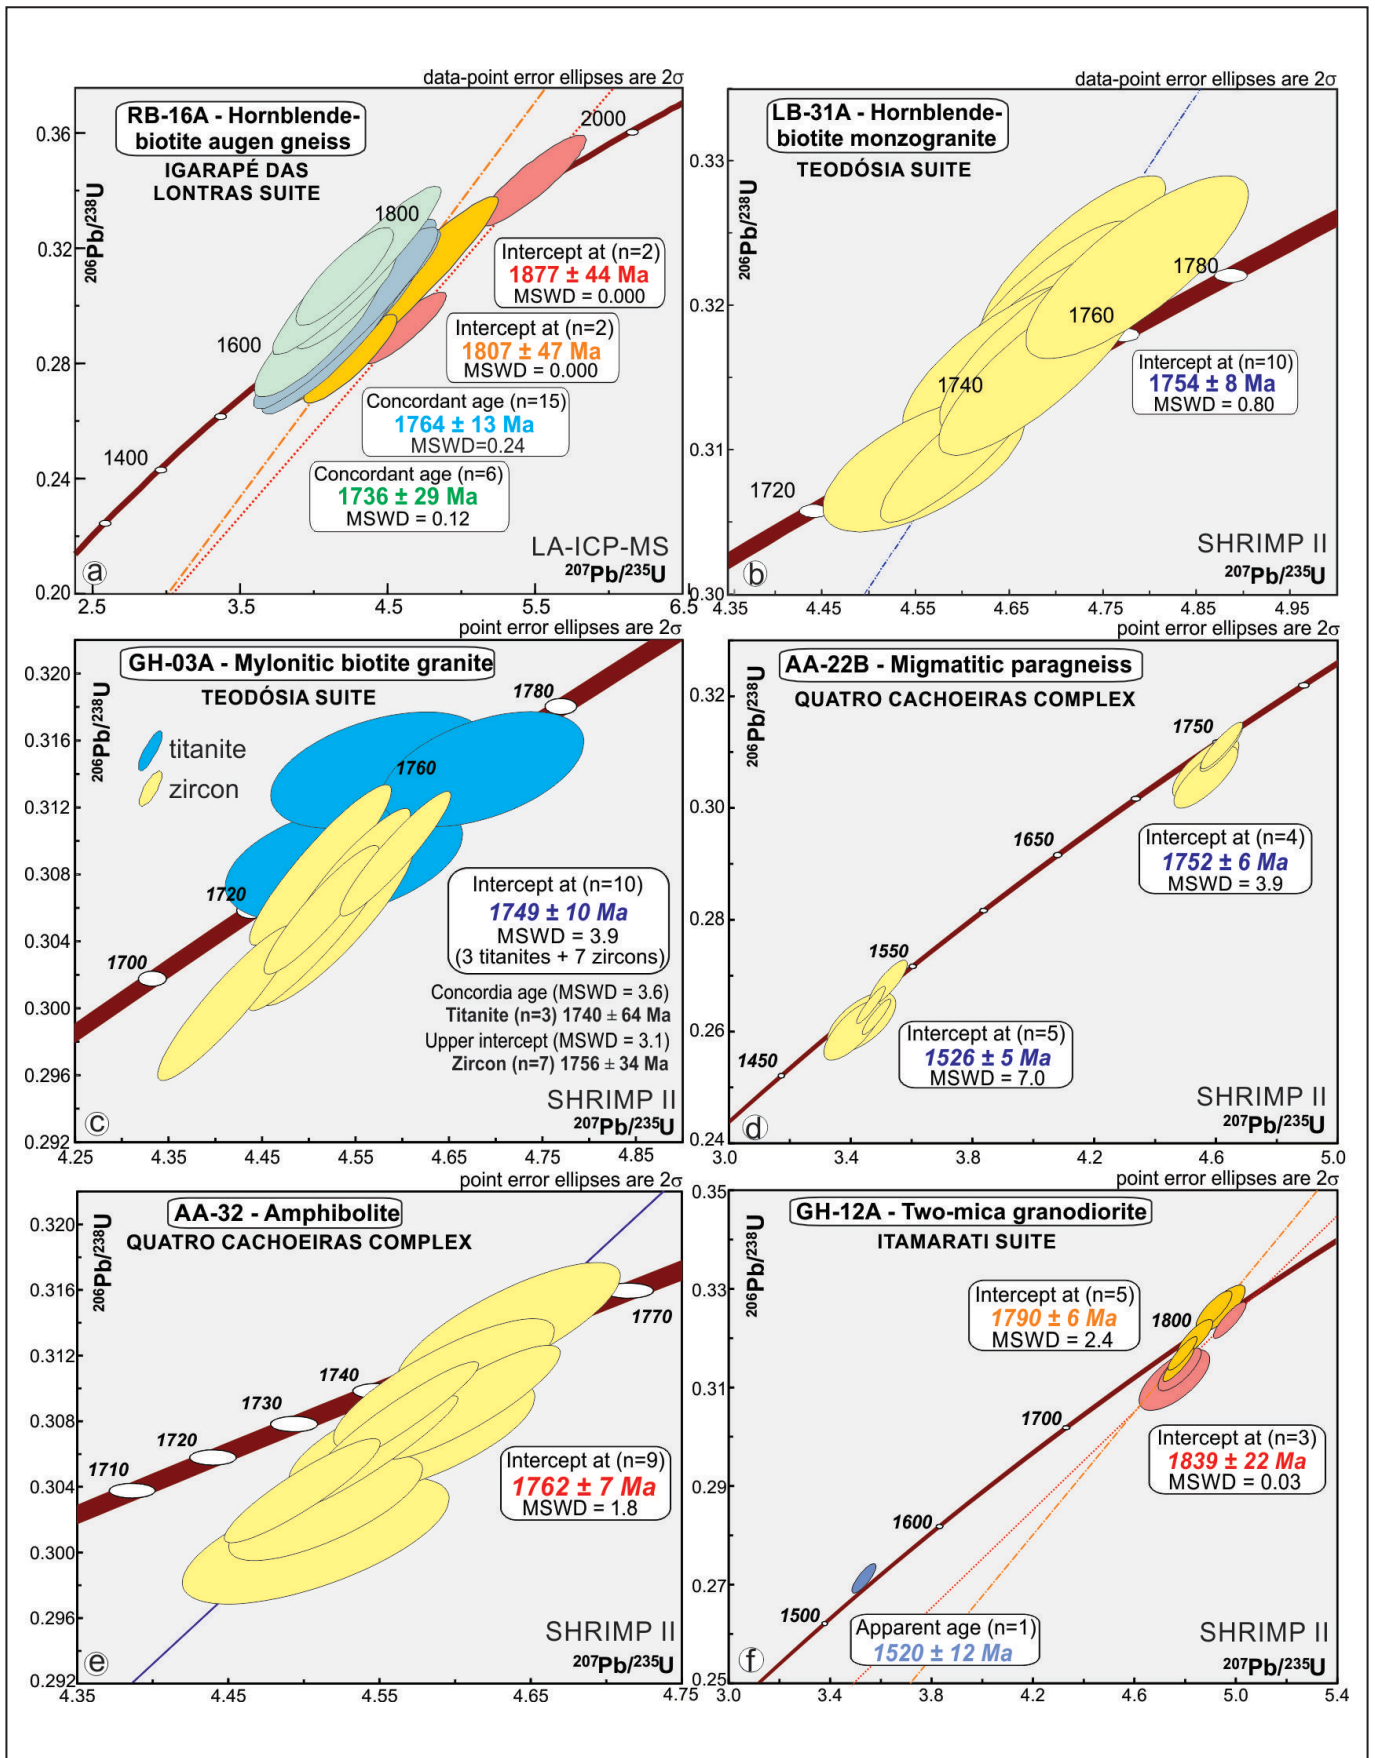 data-point error ellipses are 2σ
RB-16A - Hornblende-
biotite augen gneiss
IGARAPÉ DAS
LONTRAS SUITE
206Pb/238U
0.36
0.32
0.28
0.24
0.20
2000
1800
1600
1400
Intercept at (n=2)
1877 ± 44 Ma
MSWD = 0.000
Intercept at (n=2)
1807 ± 47 Ma
MSWD = 0.000
Concordant age (n=15)
1764 ± 13 Ma
MSWD=0.24
Concordant age (n=6)
1736 ± 29 Ma
MSWD = 0.12
LA-ICP-MS
207Pb/235U
a
2.5 3.5 4.5 5.5 6.5
data-point error ellipses are 2σ
LB-31A - Hornblende-
biotite monzogranite
TEODÓSIA SUITE
206Pb/238U
0.33
0.32
0.31
0.30
1780
1760
1740
1720
Intercept at (n=10)
1754 ± 8 Ma
MSWD = 0.80
SHRIMP II
207Pb/235U
b
4.35 4.45 4.55 4.65 4.75 4.85 4.95
point error ellipses are 2σ
GH-03A - Mylonitic biotite granite
TEODÓSIA SUITE
206Pb/238U
titanite
zircon
0.320
0.316
0.312
0.308
0.304
0.300
0.296
0.292
1780
1760
1720
1700
Intercept at (n=10)
1749 ± 10 Ma
MSWD = 3.9
(3 titanites + 7 zircons)
Concordia age (MSWD = 3.6)
Titanite (n=3) 1740 ± 64 Ma
Upper intercept (MSWD = 3.1)
Zircon (n=7) 1756 ± 34 Ma
SHRIMP II
207Pb/235U
c
4.25 4.35 4.45 4.55 4.65 4.75 4.85
point error ellipses are 2σ
AA-22B - Migmatitic paragneiss
QUATRO CACHOEIRAS COMPLEX
206Pb/238U
0.32
0.30
0.28
0.26
0.24
1750
1650
1550
1450
Intercept at (n=4)
1752 ± 6 Ma
MSWD = 3.9
Intercept at (n=5)
1526 ± 5 Ma
MSWD = 7.0
SHRIMP II
207Pb/235U
d
3.0 3.4 3.8 4.2 4.6 5.0
point error ellipses are 2σ
AA-32 - Amphibolite
QUATRO CACHOEIRAS COMPLEX
206Pb/238U
0.320
0.316
0.312
0.308
0.304
0.300
0.296
0.292
1770
1740
1730
1720
1710
Intercept at (n=9)
1762 ± 7 Ma
MSWD = 1.8
SHRIMP II
207Pb/235U
e
4.35 4.45 4.55 4.65 4.75
point error ellipses are 2σ
GH-12A - Two-mica granodiorite
ITAMARATI SUITE
206Pb/238U
0.35
0.33
0.31
0.29
0.27
0.25
Intercept at (n=5)
1790 ± 6 Ma
MSWD = 2.4
1800
1700
1600
1500
Intercept at (n=3)
1839 ± 22 Ma
MSWD = 0.03
Apparent age (n=1)
1520 ± 12 Ma
SHRIMP II
207Pb/235U
f
3.0 3.4 3.8 4.2 4.6 5.0 5.4